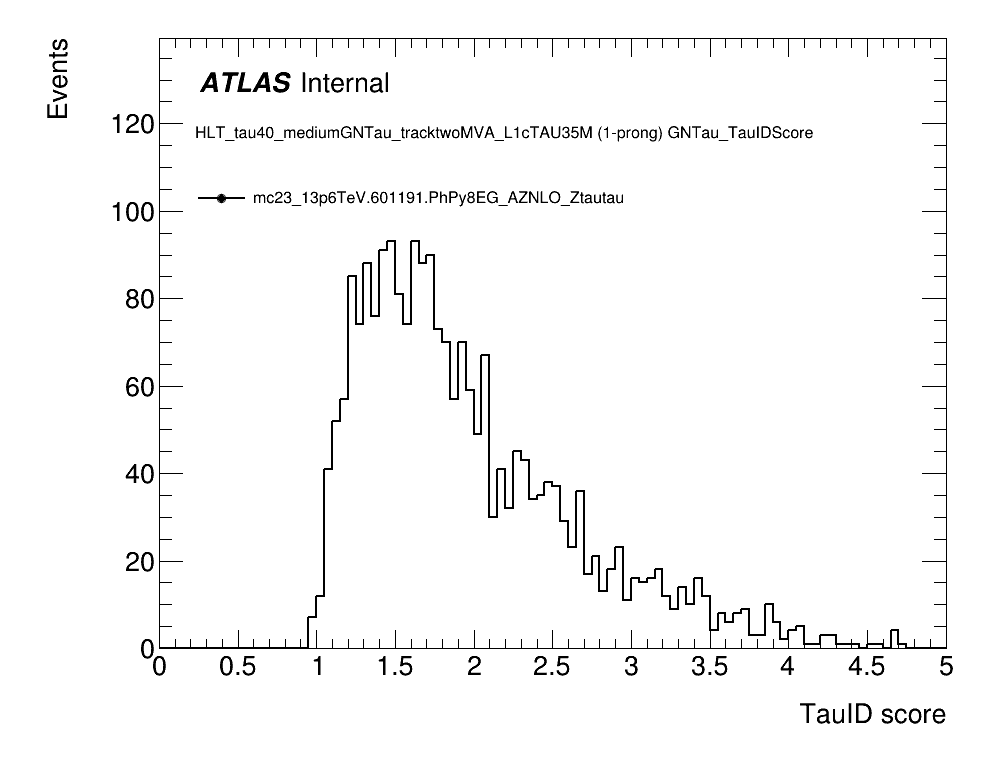 Events
ATLAS Internal
HLT_tau40_mediumGNTau_tracktwoMVA_L1cTAU35M (1-prong) GNTau_TauIDScore
mc23_13p6TeV.601191.PhPy8EG_AZNLO_Ztautau
120
100
80
60
40
20
0
0 0.5 1 1.5 2 2.5 3 3.5 4 4.5 5
TauID score